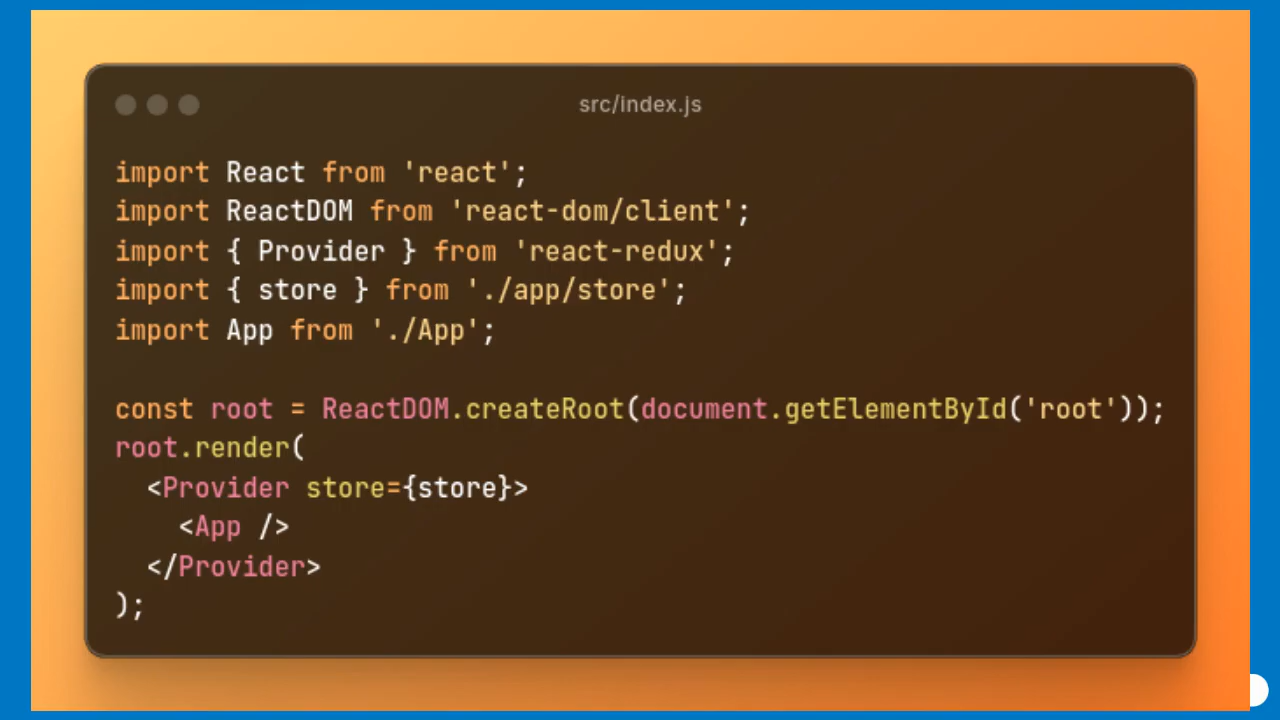 src/index.js
import React from 'react';
import ReactDOM from 'react-dom/client';
import { Provider } from 'react-redux';
import { store } from './app/store';
import App from './App';
const root = ReactDOM.createRoot(document.getElementById('root'));
root.render(
  <Provider store={store}>
    <App />
  </Provider>
);